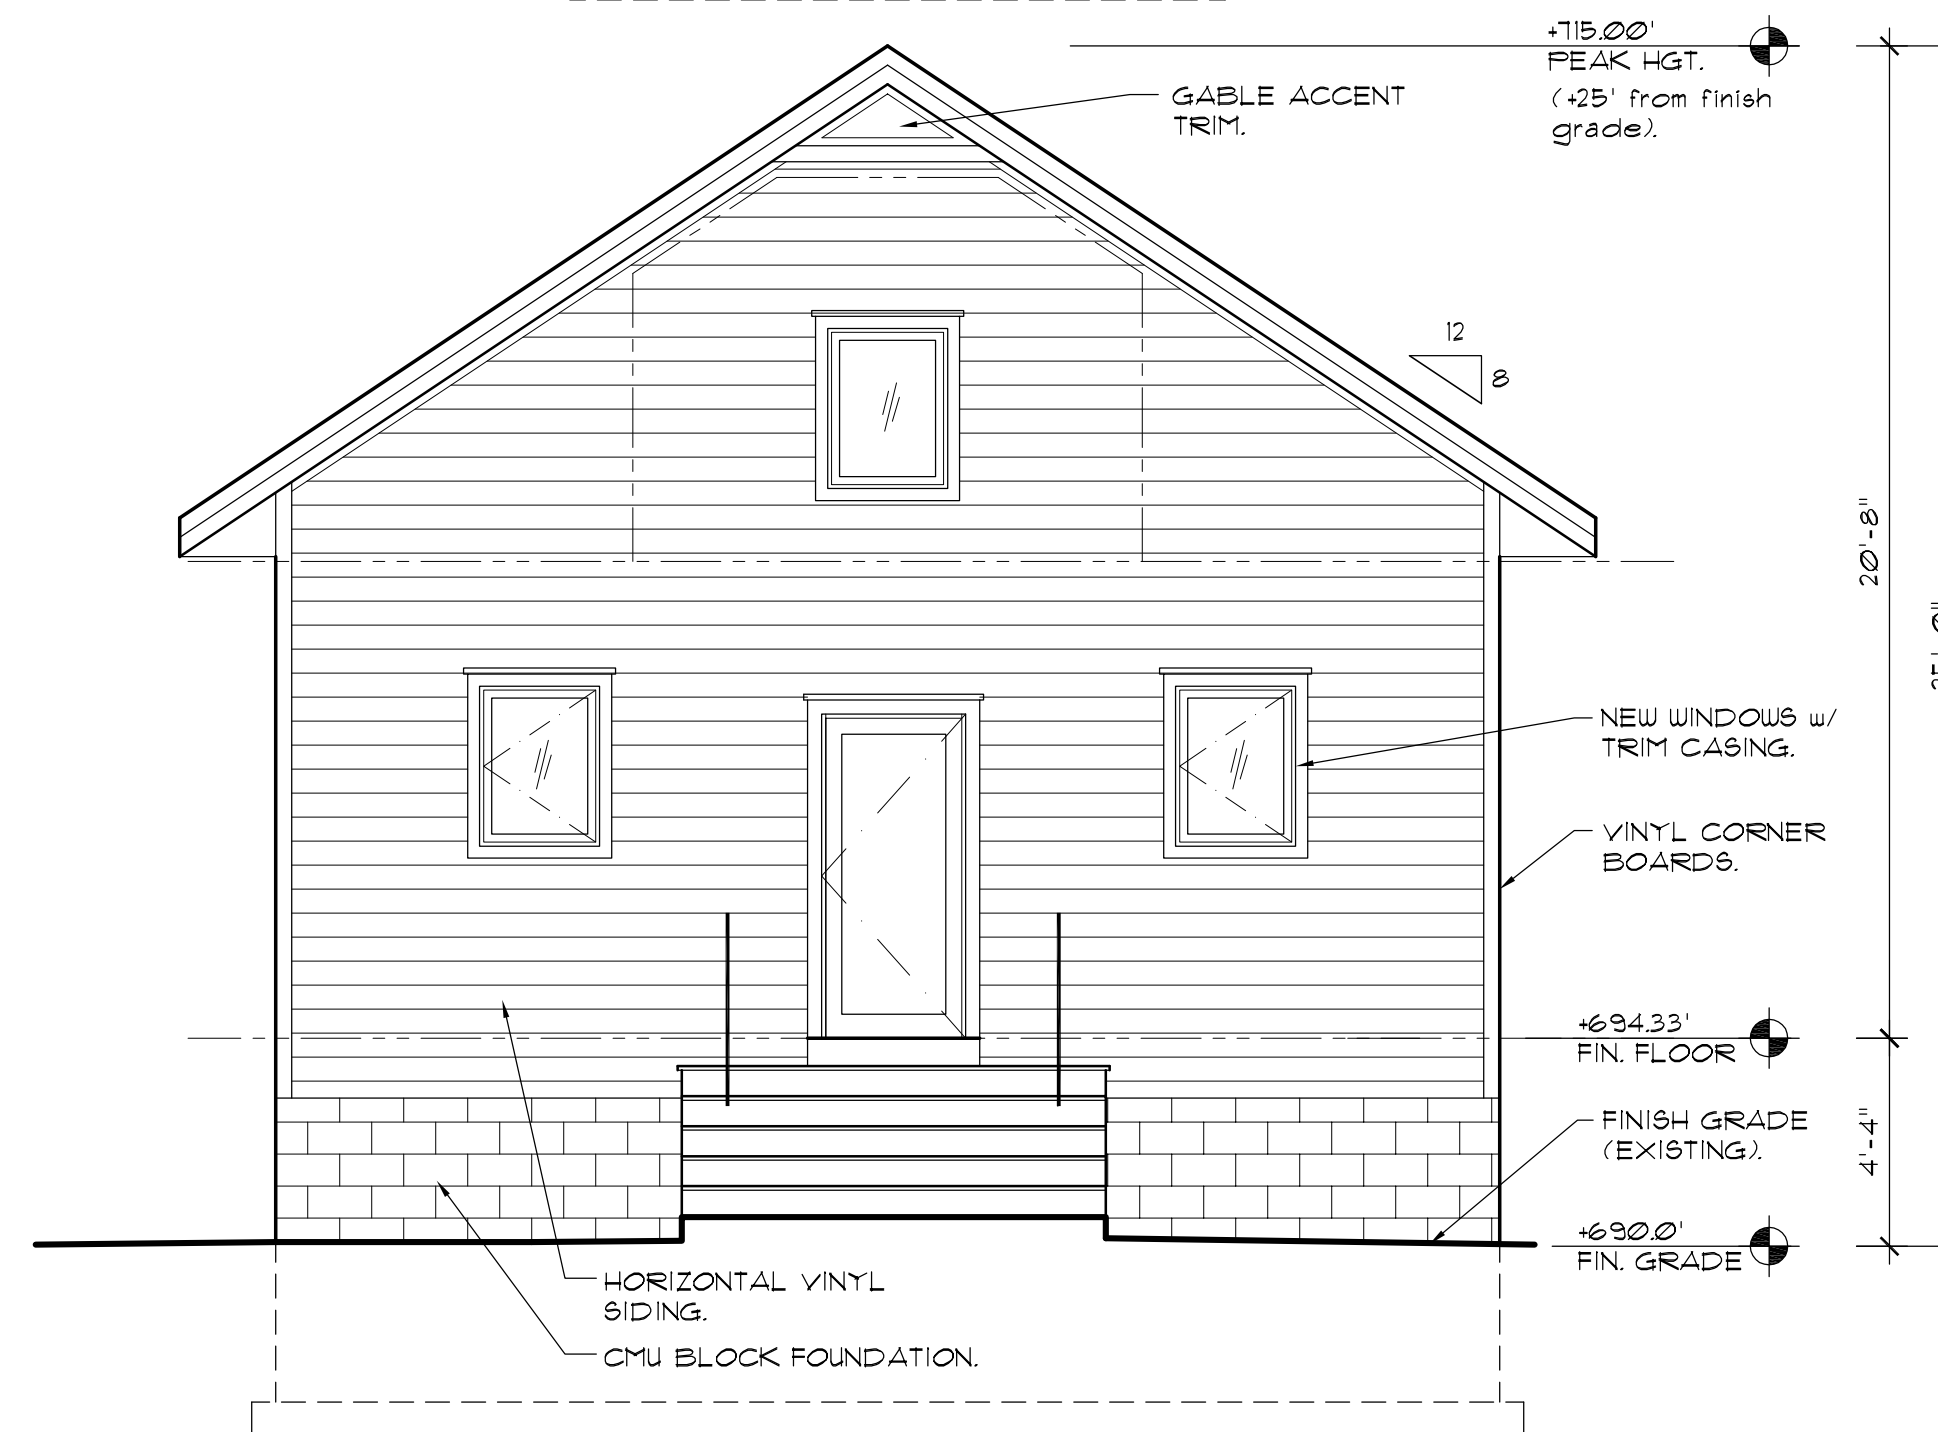 +715.00'
PEAK HGT.
(+25' from finish
grade).
GABLE ACCENT
TRIM.
12
8
20'-8"
NEW WINDOWS w/
TRIM CASING.
VINYL CORNER
BOARDS.
+694.33'
FIN. FLOOR
FINISH GRADE
(EXISTING).
4'-4"
+690.0'
FIN. GRADE
HORIZONTAL VINYL
SIDING.
CMU BLOCK FOUNDATION.